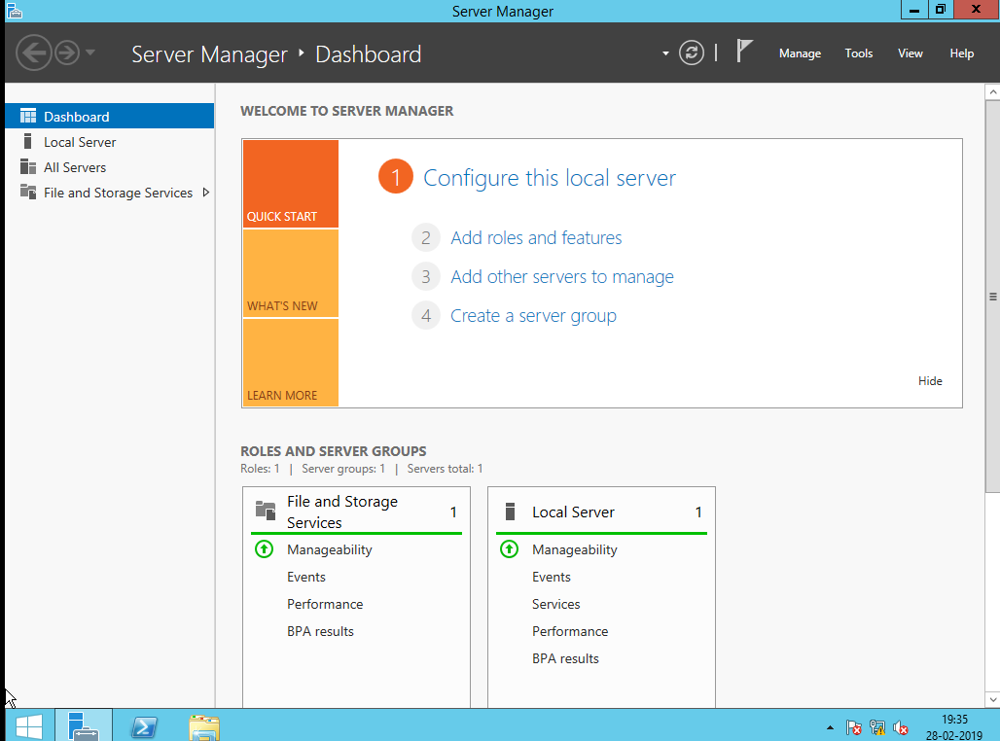 Server Manager
Server Manager ‣ Dashboard
Manage
Tools
View
Help
Dashboard
Local Server
All Servers
File and Storage Services
WELCOME TO SERVER MANAGER
QUICK START
WHAT'S NEW
LEARN MORE
1 Configure this local server
2 Add roles and features
3 Add other servers to manage
4 Create a server group
Hide
ROLES AND SERVER GROUPS
Roles: 1 | Server groups: 1 | Servers total: 1
File and Storage
Services
1
Manageability
Events
Performance
BPA results
Local Server
1
Manageability
Events
Services
Performance
BPA results
19:35
28-02-2019